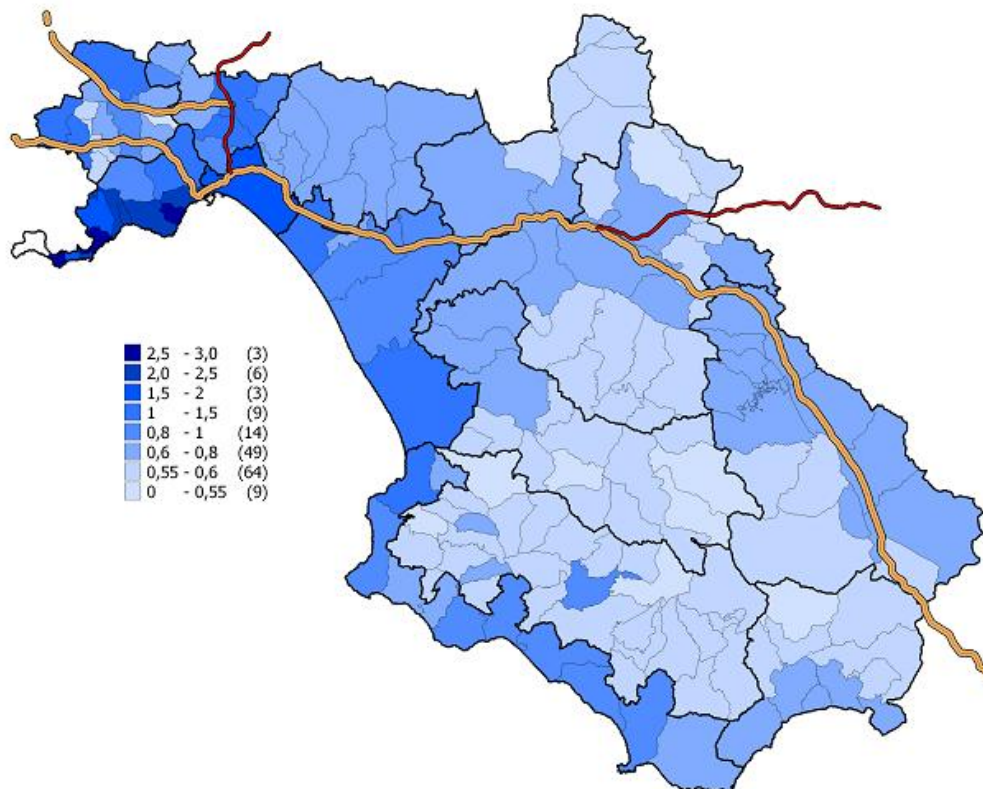 2,5 - 3,0 (3)
2,0 - 2,5 (6)
1,5 - 2 (3)
1 - 1,5 (9)
0,8 - 1 (14)
0,6 - 0,8 (49)
0,55 - 0,6 (64)
0 - 0,55 (9)